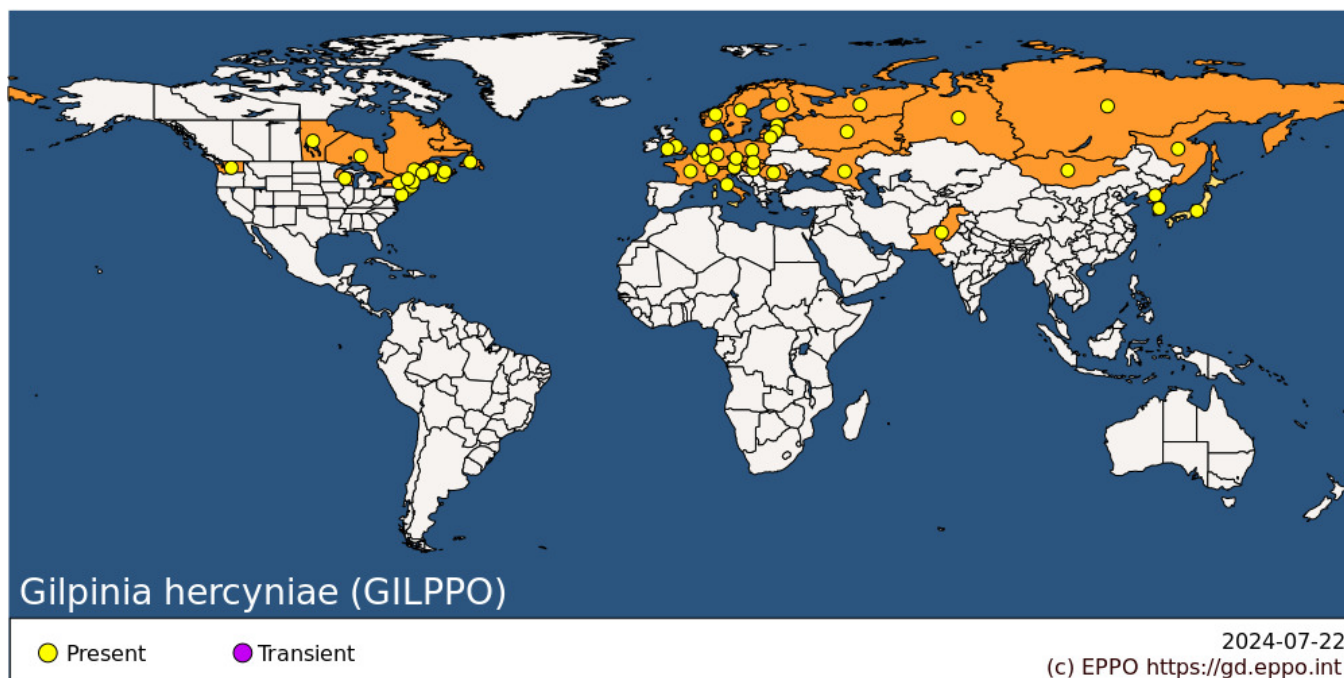 Gilpinia hercyniae (GILPPO)
Present
Transient
2024-07-22
(c) EPPO https://gd.eppo.int